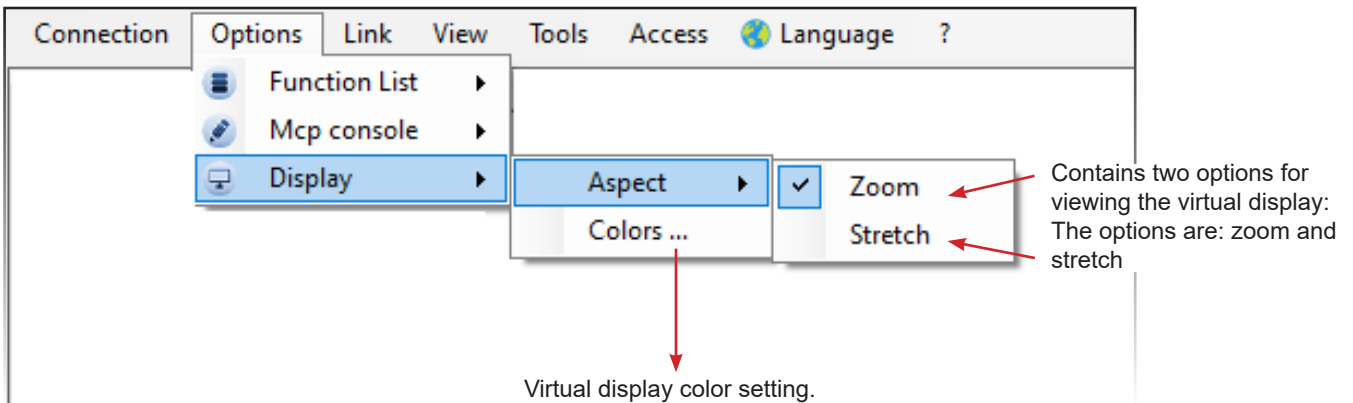 Connection Options Link View Tools Access Language ?
Function List
Mcp console
Display
Aspect
Colors ...
Zoom
Stretch
Contains two options for
viewing the virtual display:
The options are: zoom and
stretch
Virtual display color setting.